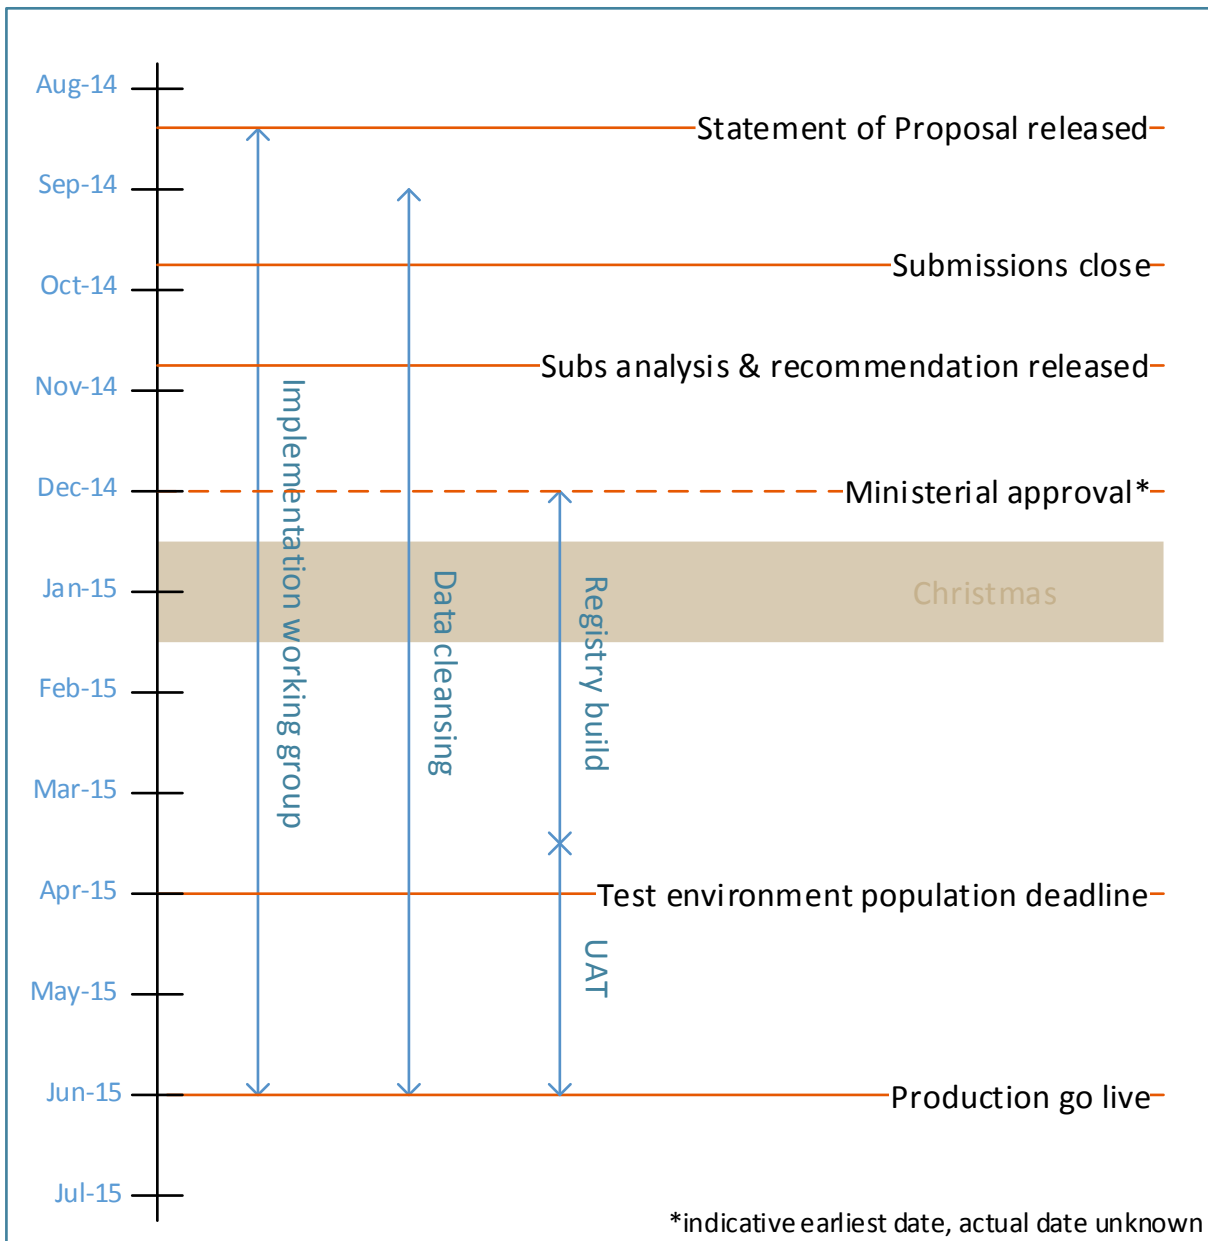 Aug-14
Statement of Proposal released
Sep-14
Submissions close
Oct-14
Subs analysis & recommendation released
Nov-14
Implementation working group
Dec-14
Ministerial approval*
Jan-15
Christmas
Data cleansing
Registry build
Feb-15
Mar-15
Apr-15
Test environment population deadline
UAT
May-15
Jun-15
Production go live
Jul-15
*indicative earliest date, actual date unknown